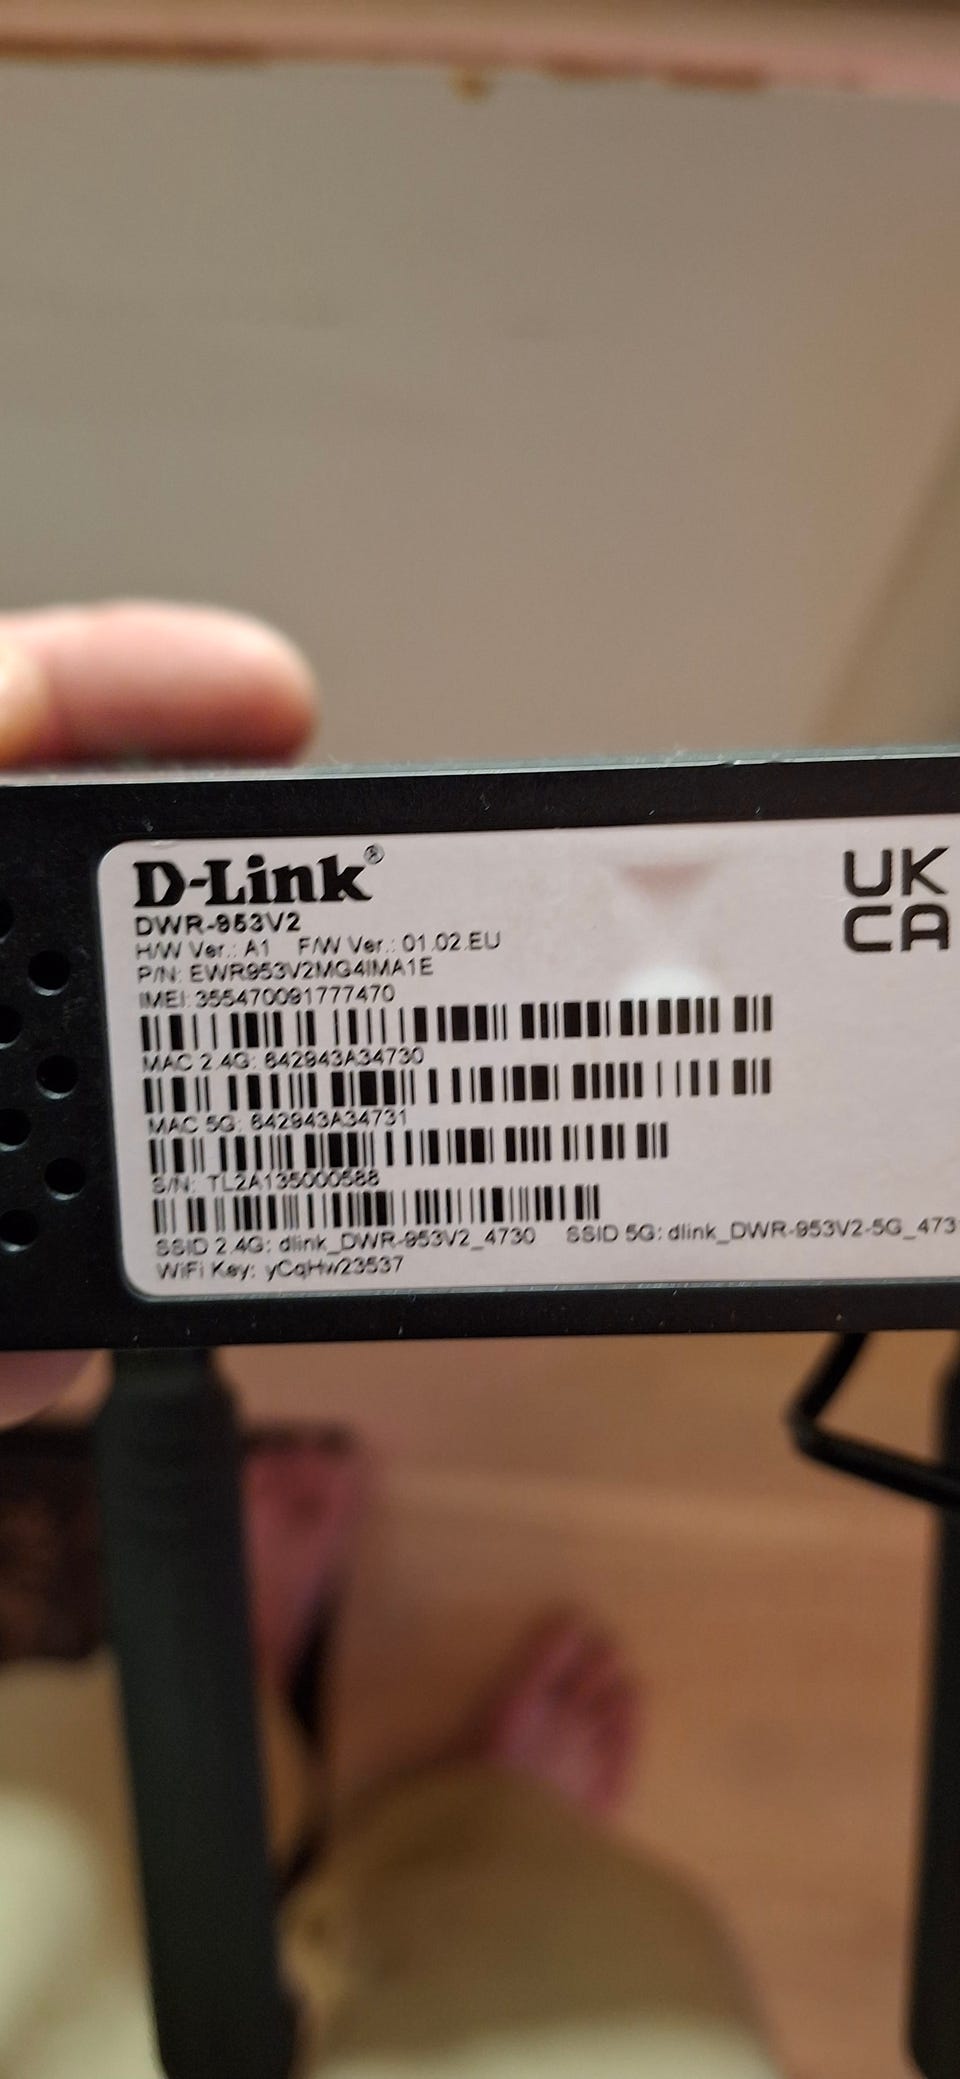 D-Link®
UK
CA
DWR-953V2
H/W Ver.: A1 F/W Ver.: 01.02.EU
P/N: EWR953V2MG4IMA1E
IMEI: 355470091777470
MAC 2.4G: 642943A34730
MAC 5G: 642943A34731
S/N: TL2A135000588
SSID 2.4G: dlink_DWR-953V2_4730 SSID 5G: dlink_DWR-953V2-5G_473
WiFi Key: yCqHw23537